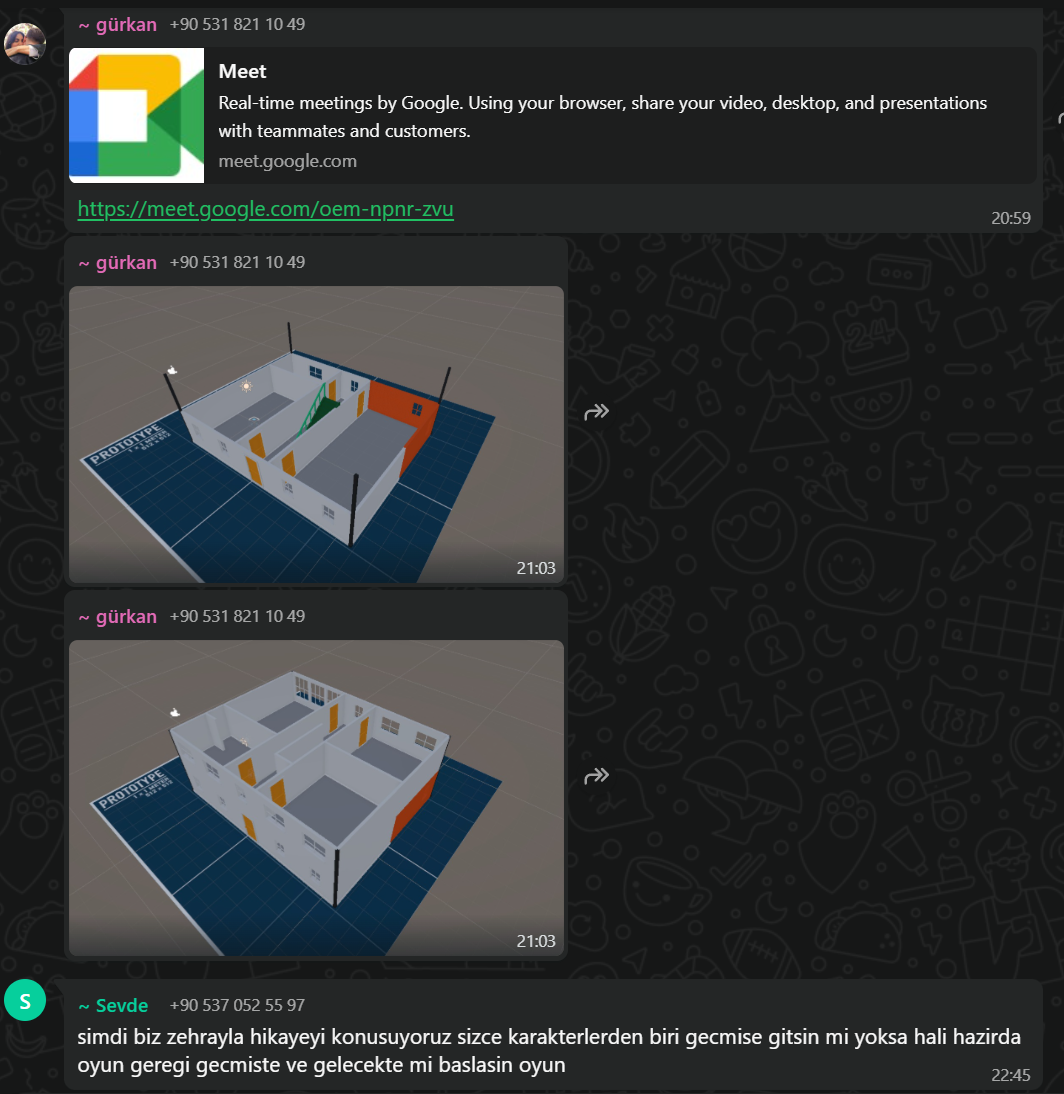 ~ gürkan +90 531 821 10 49
Meet
Real-time meetings by Google. Using your browser, share your video, desktop, and presentations
with teammates and customers.
meet.google.com
https://meet.google.com/oem-npnr-zvu
20:59
~ gürkan +90 531 821 10 49
PROTOTYPE
21:03
~ gürkan +90 531 821 10 49
PROTOTYPE
21:03
S
~ Sevde +90 537 052 55 97
simdi biz zehrayla hikayeyi konusuyoruz sizce karakterlerden biri gecmise gitsin mi yoksa hali hazirda
oyun geregi gecmiste ve gelecekte mi baslasin oyun
22:45